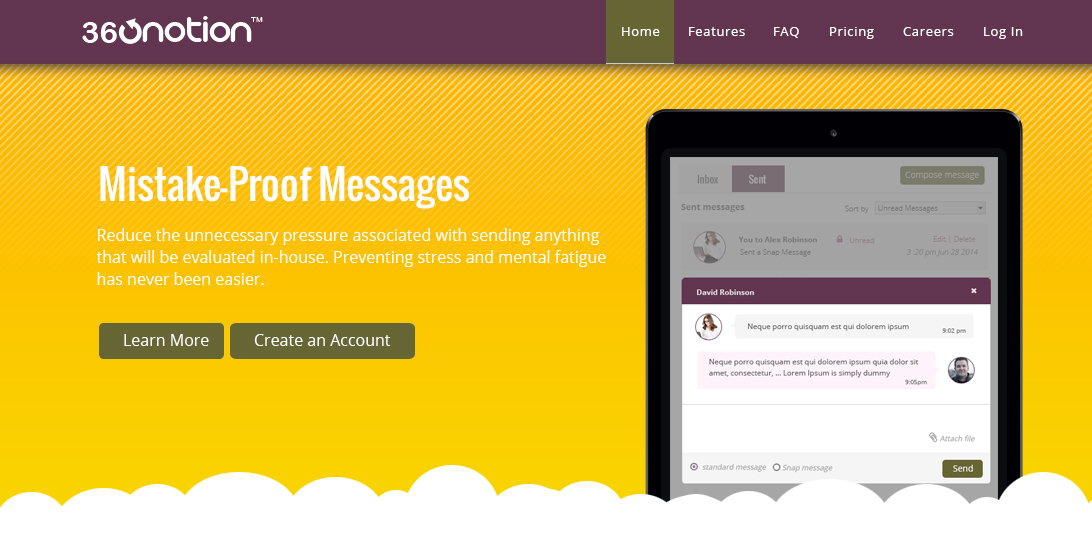 360notion™
Home Features FAQ Pricing Careers Log In
Mistake-Proof Messages
Reduce the unnecessary pressure associated with sending anything
that will be evaluated in-house. Preventing stress and mental fatigue
has never been easier.
Learn More Create an Account
Inbox Sent Compose message
Sent messages Sort by Unread Messages
You to Alex Robinson Unread Edit | Delete
Sent a Snap Message 3:20 pm Jun 28 2014
David Robinson ×
Neque porro quisquam est qui dolorem ipsum
9:02 pm
Neque porro quisquam est qui dolorem ipsum quia dolor sit
amet, consectetur, ... Lorem Ipsum is simply dummy
9:05pm
Attach file
standard message Snap message Send